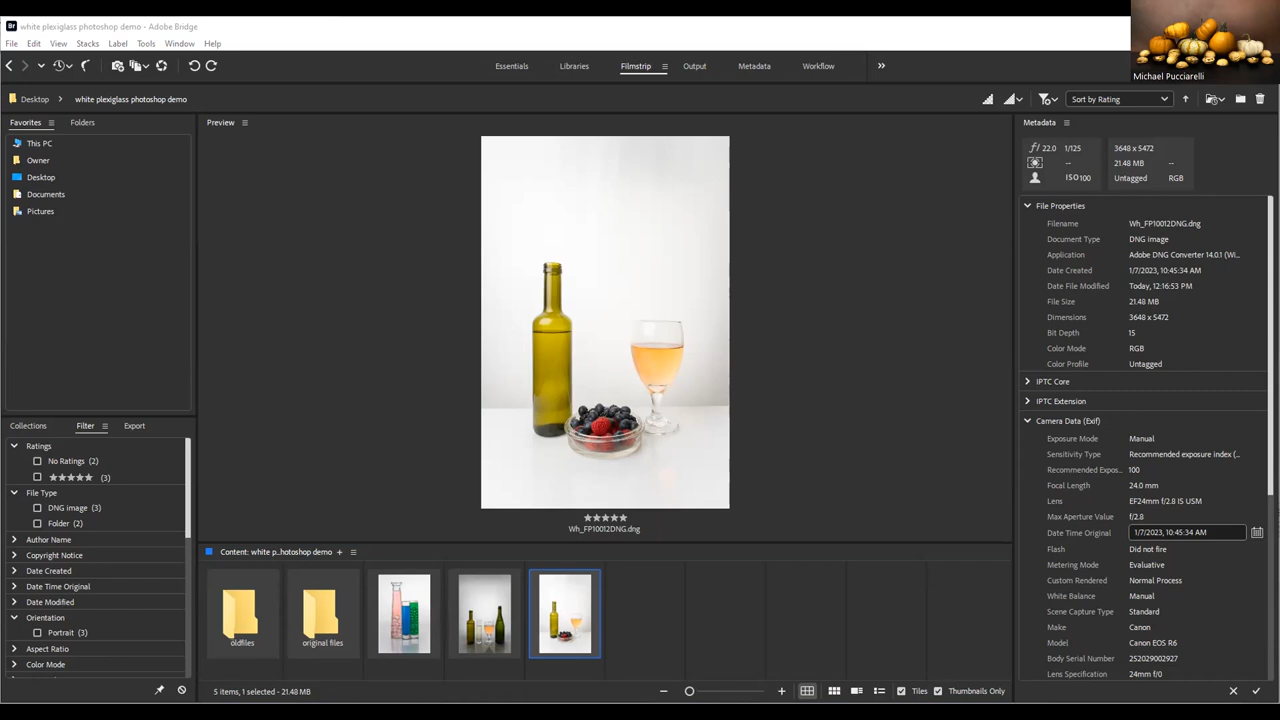 Br white plexiglass photoshop demo - Adobe Bridge
File Edit View Stacks Label Tools Window Help
Essentials Libraries Filmstrip Output Metadata Workflow
Michael Pucciarelli
Desktop white plexiglass photoshop demo
Sort by Rating
Favorites Folders
This PC
Owner
Desktop
Documents
Pictures
Collections Filter Export
Ratings
No Ratings (2)
★★★★★ (3)
File Type
DNG image (3)
Folder (2)
Author Name
Copyright Notice
Date Created
Date Time Original
Date Modified
Orientation
Portrait (3)
Aspect Ratio
Color Mode
Preview
★★★★★
Wh_FP10012DNG.dng
Content: white p...hotoshop demo
oldfiles
original files
5 items, 1 selected - 21.48 MB
Tiles Thumbnails Only
Metadata
f/ 22.0 1/125
--
ISO100
3648 x 5472
21.48 MB --
Untagged RGB
File Properties
Filename Wh_FP10012DNG.dng
Document Type DNG image
Application Adobe DNG Converter 14.0.1 (Wi...
Date Created 1/7/2023, 10:45:34 AM
Date File Modified Today, 12:16:53 PM
File Size 21.48 MB
Dimensions 3648 x 5472
Bit Depth 15
Color Mode RGB
Color Profile Untagged
IPTC Core
IPTC Extension
Camera Data (Exif)
Exposure Mode Manual
Sensitivity Type Recommended exposure index (...
Recommended Expos... 100
Focal Length 24.0 mm
Lens EF24mm f/2.8 IS USM
Max Aperture Value f/2.8
Date Time Original 1/7/2023, 10:45:34 AM
Flash Did not fire
Metering Mode Evaluative
Custom Rendered Normal Process
White Balance Manual
Scene Capture Type Standard
Make Canon
Model Canon EOS R6
Body Serial Number 252029002927
Lens Specification 24mm f/0